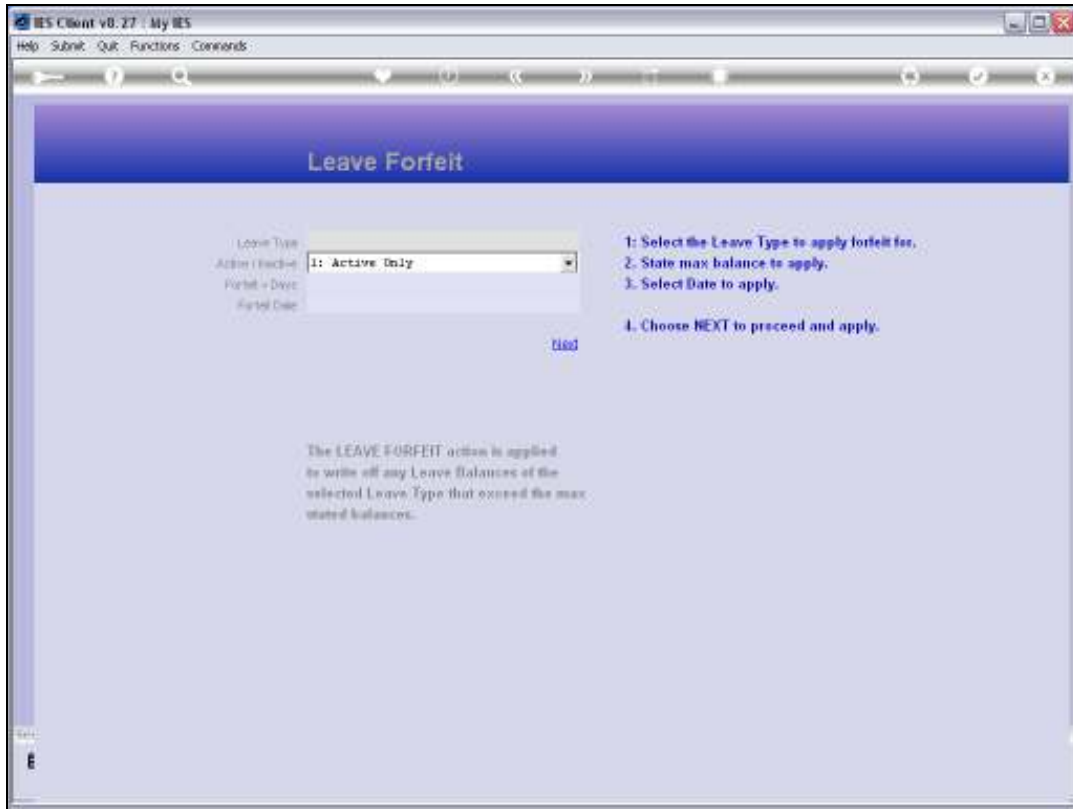 IES Client v8.27 : My IES
Help Submit Quit Functions Commands
Leave Forfeit
Leave Type
Active / Inactive
1: Active Only
Forfeit > Days
Forfeit Date
Next
1: Select the Leave Type to apply forfeit for.
2. State max balance to apply.
3. Select Date to apply.
4. Choose NEXT to proceed and apply.
The LEAVE FORFEIT action is applied
to write off any Leave Balances of the
selected Leave Type that exceed the max
stated balances.